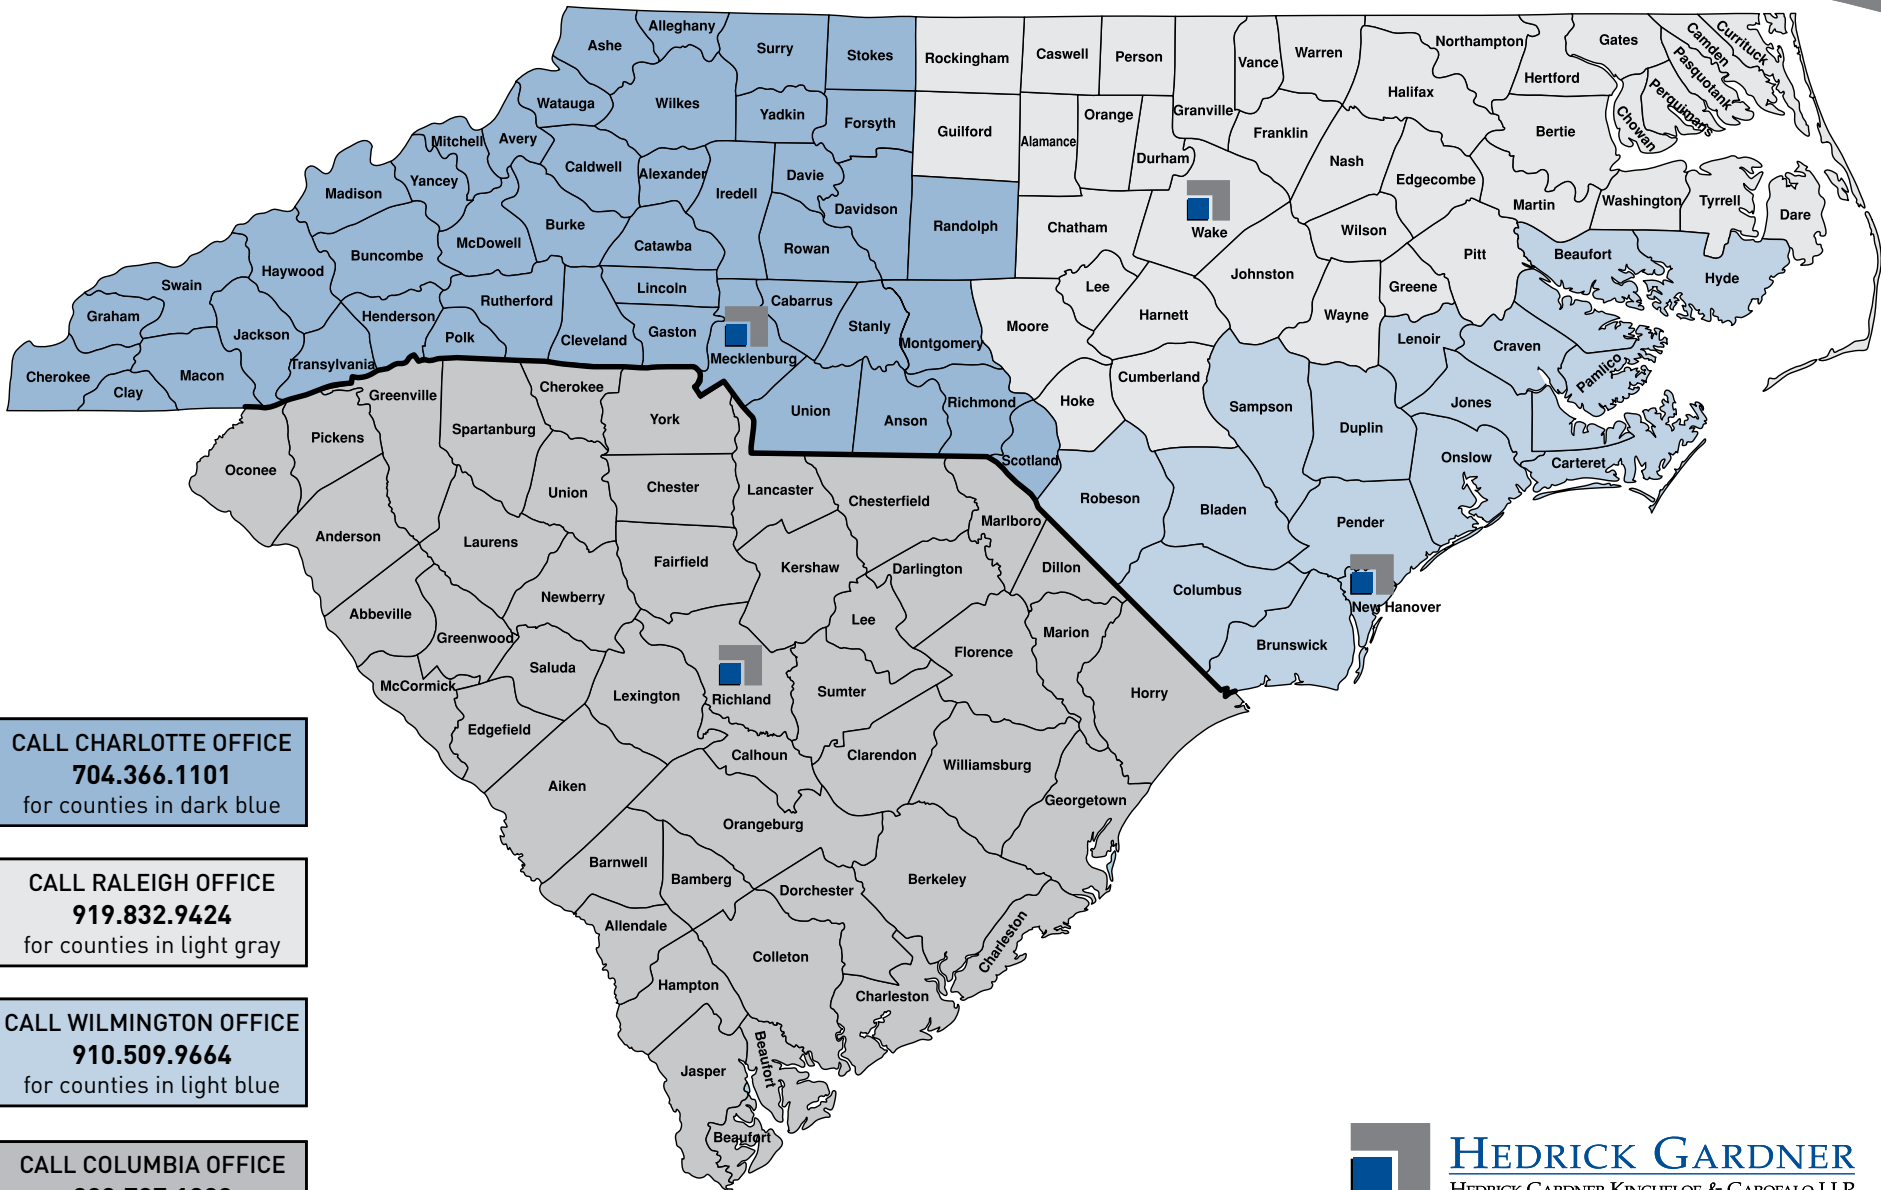 Alleghany
Ashe
Surry
Stokes
Rockingham
Caswell
Person
Vance
Warren
Northampton
Gates
Camden
Currituck
Wilkes
Watauga
Yadkin
Forsyth
Guilford
Alamance
Orange
Durham
Granville
Franklin
Halifax
Hertford
Pasquotank
Perquimans
Chowan
Bertie
Mitchell
Avery
Caldwell
Alexander
Iredell
Davie
Nash
Edgecombe
Madison
Yancey
Burke
McDowell
Catawba
Rowan
Davidson
Randolph
Chatham
Wake
Wilson
Martin
Washington
Tyrrell
Dare
Buncombe
Haywood
Swain
Graham
Jackson
Henderson
Rutherford
Polk
Cleveland
Lincoln
Gaston
Mecklenburg
Cabarrus
Stanly
Montgomery
Moore
Lee
Harnett
Johnston
Wayne
Greene
Pitt
Beaufort
Hyde
Lenoir
Craven
Pamlico
Cherokee
Clay
Macon
Transylvania
Union
Anson
Richmond
Scotland
Hoke
Cumberland
Sampson
Duplin
Jones
Onslow
Carteret
Robeson
Bladen
Pender
Columbus
Brunswick
New Hanover
Greenville
Cherokee
York
Spartanburg
Pickens
Oconee
Union
Chester
Lancaster
Chesterfield
Marlboro
Anderson
Laurens
Fairfield
Kershaw
Darlington
Dillon
Abbeville
Newberry
Greenwood
Lee
Florence
Marion
Saluda
McCormick
Lexington
Richland
Sumter
Horry
Edgefield
Calhoun
Clarendon
Williamsburg
Aiken
Georgetown
Orangeburg
Barnwell
Bamberg
Dorchester
Berkeley
Allendale
Colleton
Charleston
Hampton
Charleston
Jasper
Beaufort
Beaufort
CALL CHARLOTTE OFFICE
704.366.1101
for counties in dark blue
CALL RALEIGH OFFICE
919.832.9424
for counties in light gray
CALL WILMINGTON OFFICE
910.509.9664
for counties in light blue
CALL COLUMBIA OFFICE
HEDRICK GARDNER
HEDRICK GARDNER KINCHELOE & GAROFALO LLP